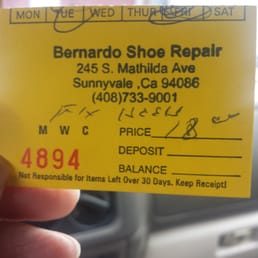 MON TUE WED THUR FRI SAT
Bernardo Shoe Repair
245 S. Mathilda Ave
Sunnyvale ,Ca 94086
(408)733-9001
FIX
M W C PRICE 18
4894 DEPOSIT
BALANCE
Not Responsible for Items Left Over 30 Days, Keep Receipt!